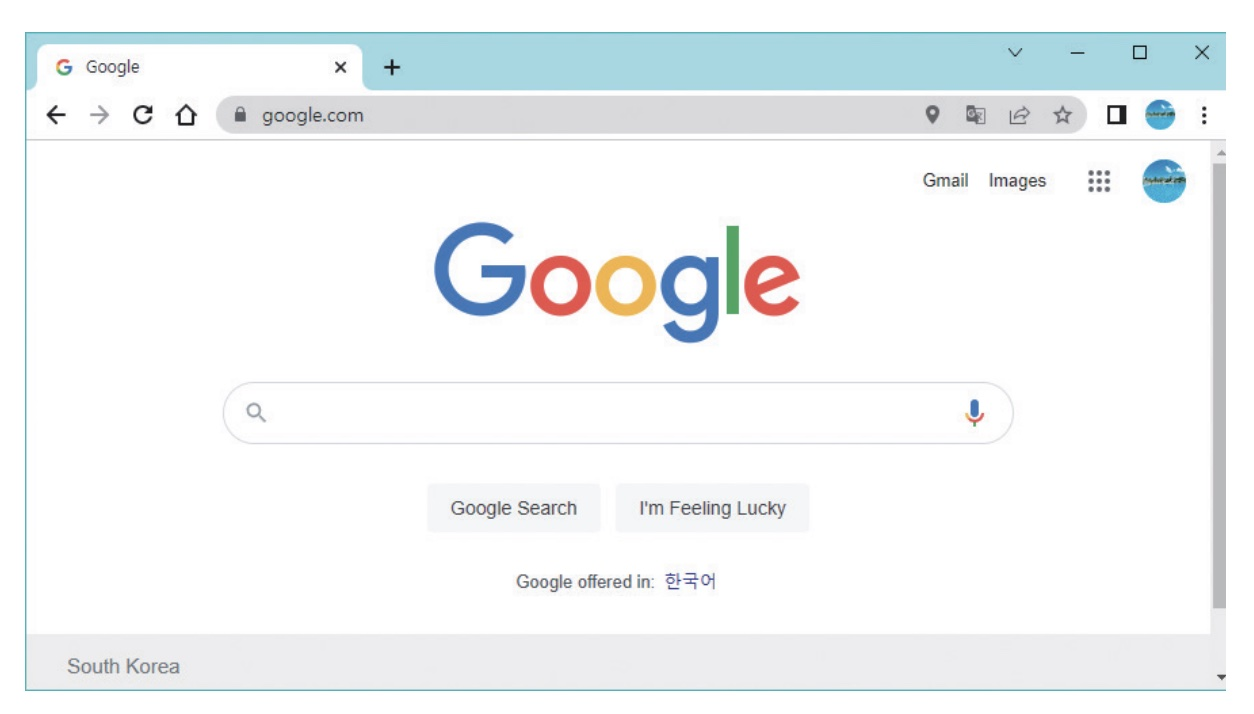 Google
google.com
Gmail Images
Google
Google Search I'm Feeling Lucky
Google offered in: 한국어
South Korea